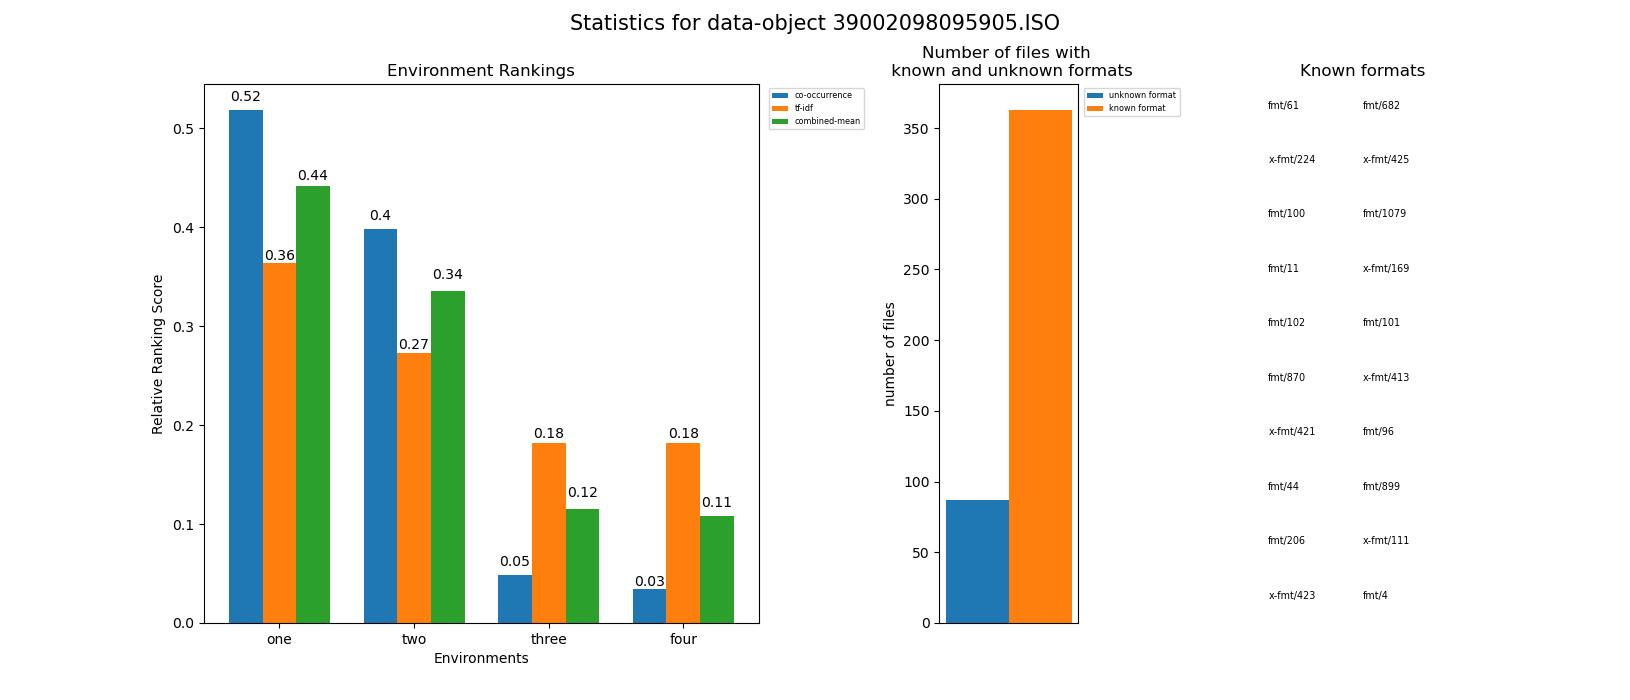 Statistics for data-object 39002098095905.ISO
Environment Rankings
0.5
0.4
0.3
0.2
0.1
0.0
Relative Ranking Score
0.52
0.36
0.44
0.4
0.27
0.34
0.05
0.18
0.12
0.03
0.18
0.11
one two three four
Environments
co-occurrence
tf-idf
combined-mean
Number of files with
known and unknown formats
350
300
250
200
150
100
50
0
number of files
unknown format
known format
Known formats
fmt/61 fmt/682
x-fmt/224 x-fmt/425
fmt/100 fmt/1079
fmt/11 x-fmt/169
fmt/102 fmt/101
fmt/870 x-fmt/413
x-fmt/421 fmt/96
fmt/44 fmt/899
fmt/206 x-fmt/111
x-fmt/423 fmt/4